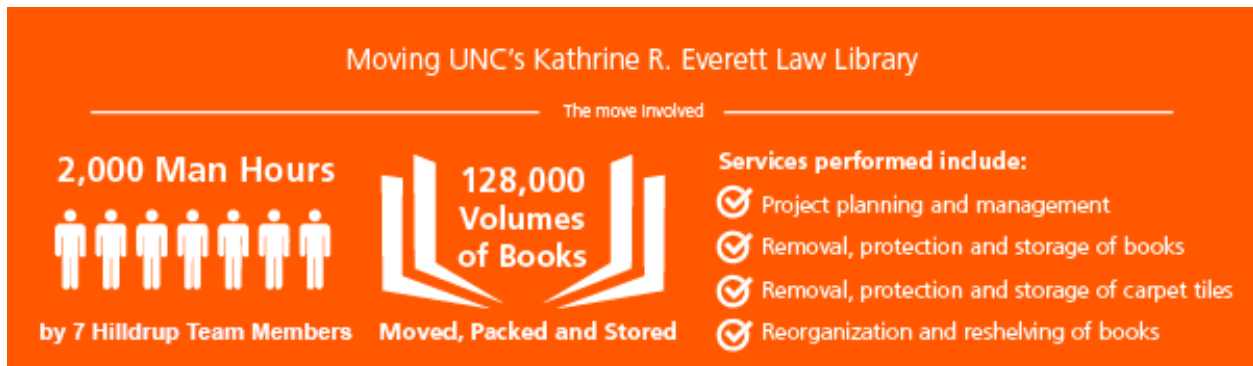 Moving UNC's Kathrine R. Everett Law Library
The move Involved
2,000 Man Hours
by 7 Hilldrup Team Members
128,000
Volumes
of Books
Moved, Packed and Stored
Services performed include:
Project planning and management
Removal, protection and storage of books
Removal, protection and storage of carpet tiles
Reorganization and reshelving of books